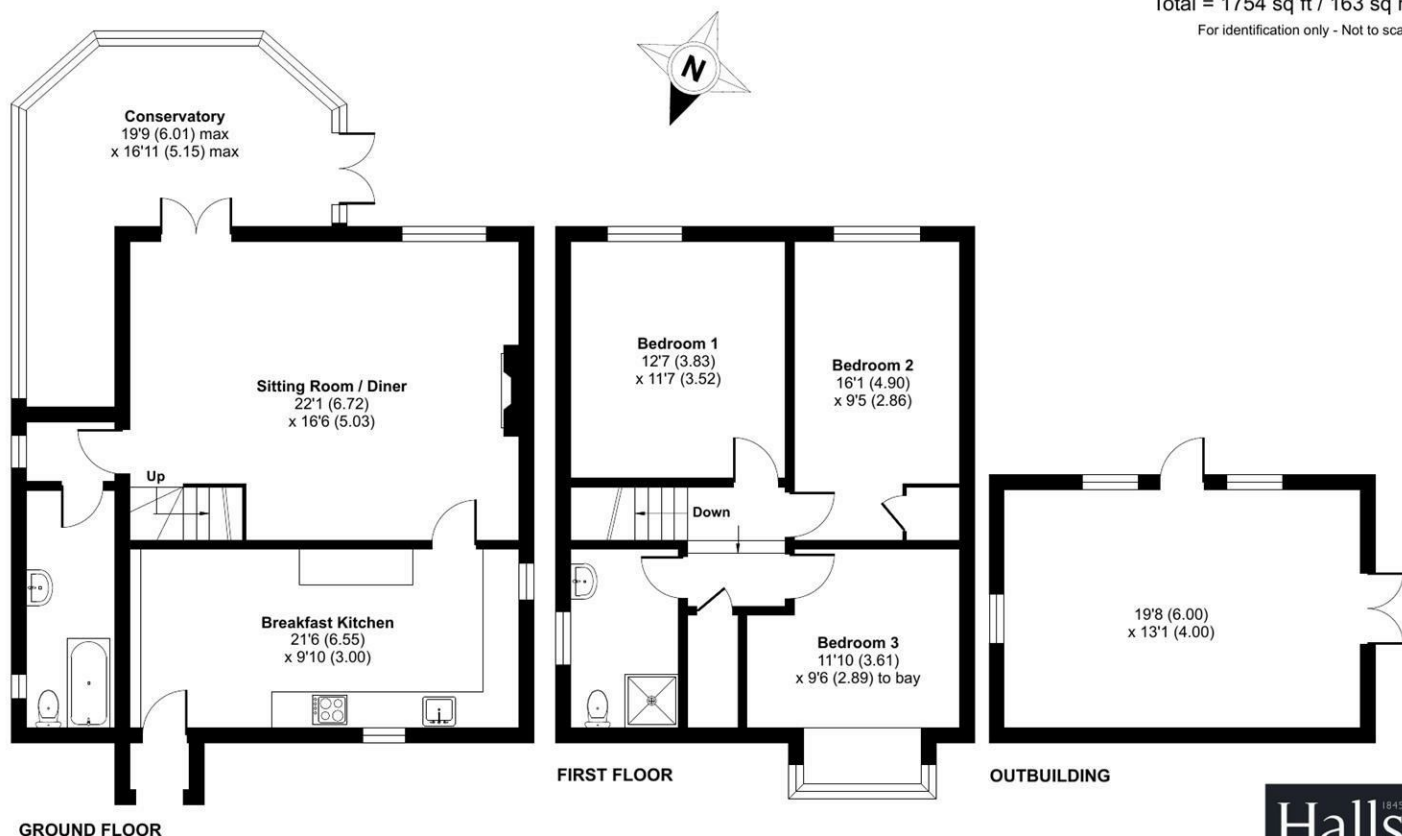 Total = 1754 sq ft / 163 sq
For identification only - Not to
N
Conservatory
19'9 (6.01) max
x 16'11 (5.15) max
Sitting Room / Diner
22'1 (6.72)
x 16'6 (5.03)
Up
Breakfast Kitchen
21'6 (6.55)
x 9'10 (3.00)
GROUND FLOOR
Bedroom 1
12'7 (3.83)
x 11'7 (3.52)
Bedroom 2
16'1 (4.90)
x 9'5 (2.86)
Down
Bedroom 3
11'10 (3.61)
x 9'6 (2.89) to bay
FIRST FLOOR
19'8 (6.00)
x 13'1 (4.00)
OUTBUILDING
Halls
1845